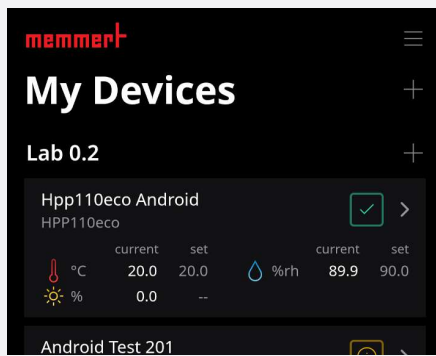 memmert
My Devices
Lab 0.2
Hpp110eco Android
HPP110eco
current set current set
°C 20.0 20.0 %rh 89.9 90.0
% 0.0 --
Android Test 201